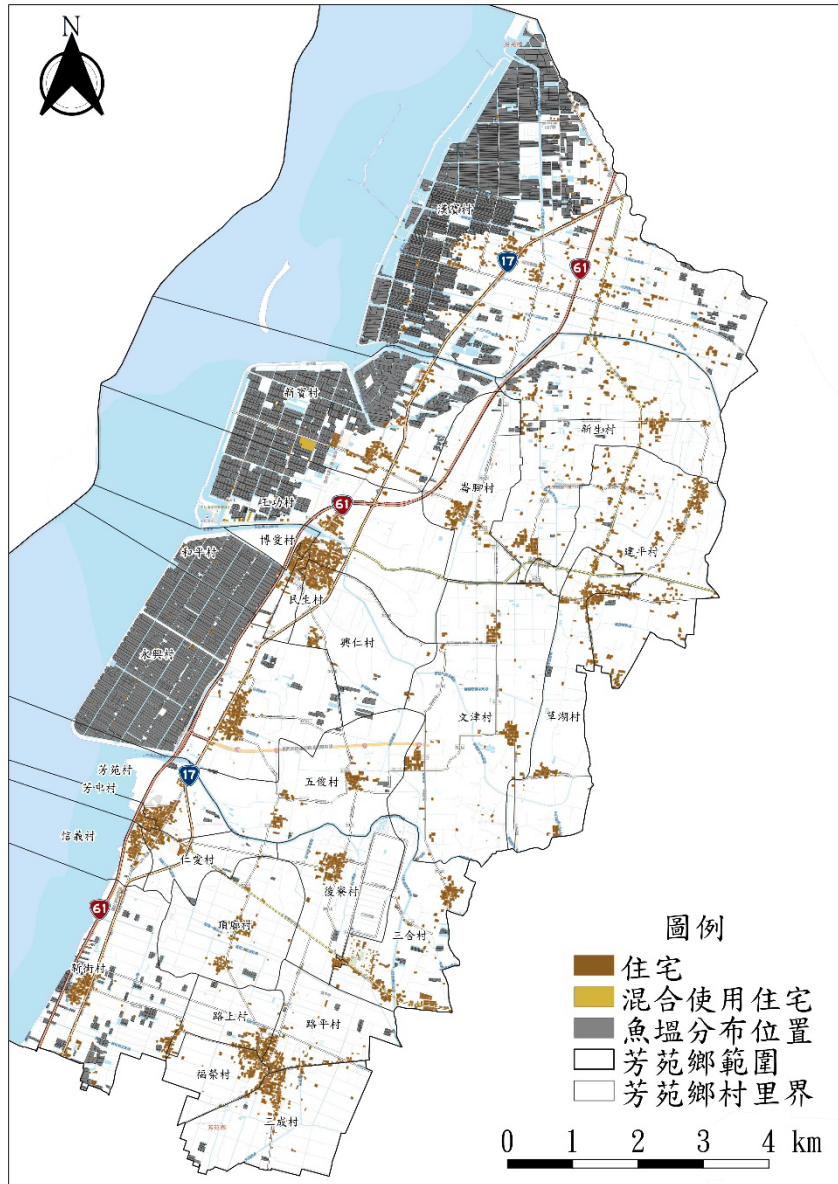 N
漢寶村
17
61
新寶村
新生村
崙腳村
王功村
61
博愛村
和平村
建平村
民生村
興仁村
永興村
文津村
草湖村
芳苑村
17
五俊村
芳中村
信義村
仁愛村
後寮村
頂廍村
三合村
61
新街村
路上村
路平村
福榮村
三成村
圖例
住宅
混合使用住宅
魚塭分布位置
芳苑鄉範圍
芳苑鄉村里界
0 1 2 3 4 km